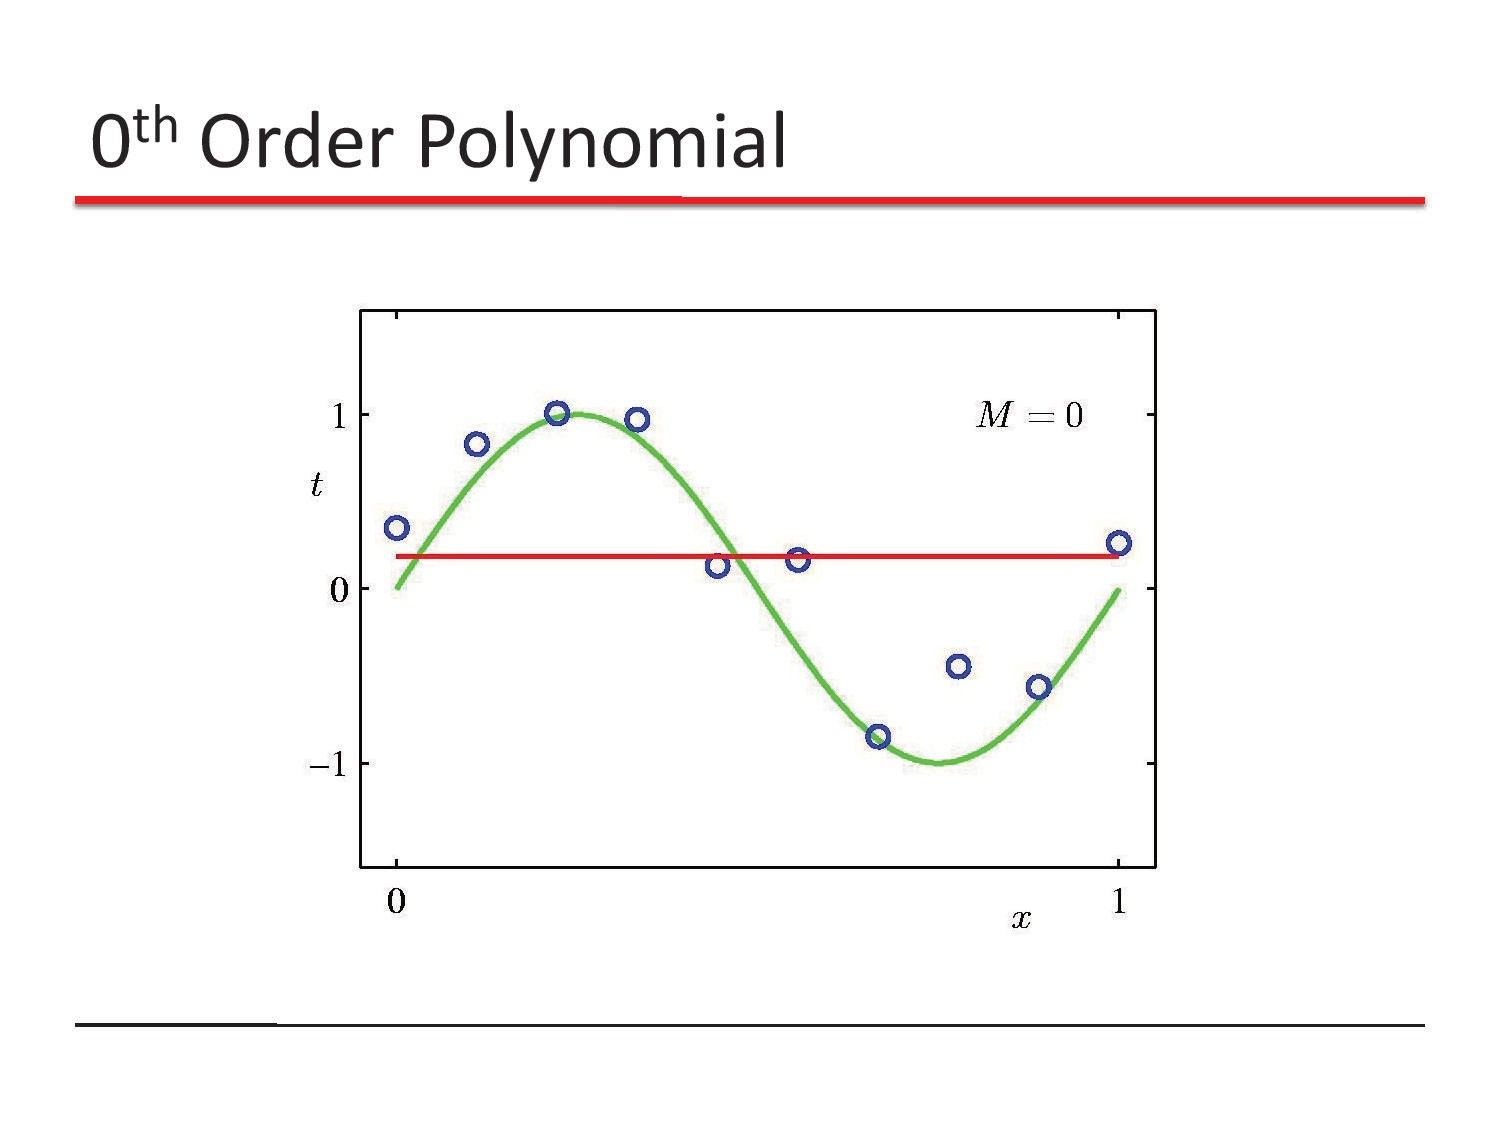 0th Order Polynomial
M = 0
1
t
0
−1
0
x
1